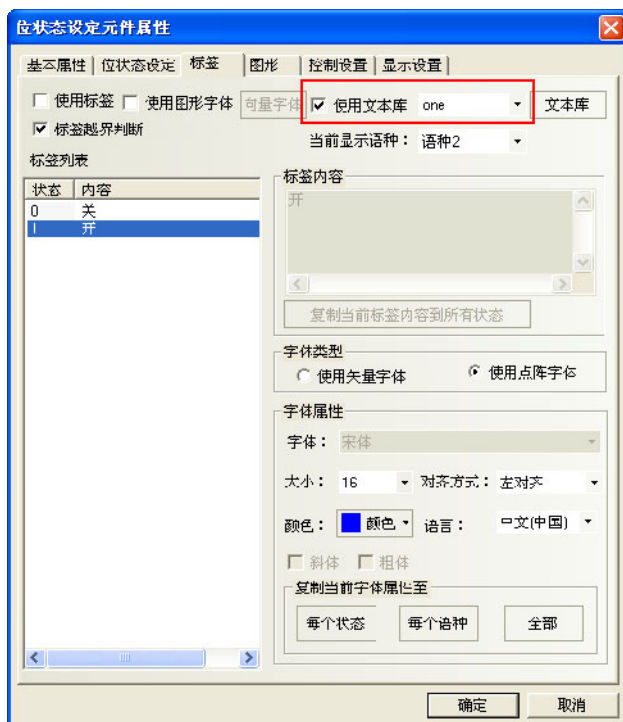 位状态设定元件属性
基本属性 位状态设定 标签 图形 控制设置 显示设置
使用标签 使用图形字体 可量字体 使用文本库 one 文本库
标签越界判断 当前显示语种: 语种2
标签列表
状态 内容
0 关
1 开
标签内容
开
复制当前标签内容到所有状态
字体类型
使用矢量字体 使用点阵字体
字体属性
字体: 宋体
大小: 16 对齐方式: 左对齐
颜色: 颜色 语言: 中文(中国)
斜体 粗体
复制当前字体属性至
每个状态 每个语种 全部
确定 取消